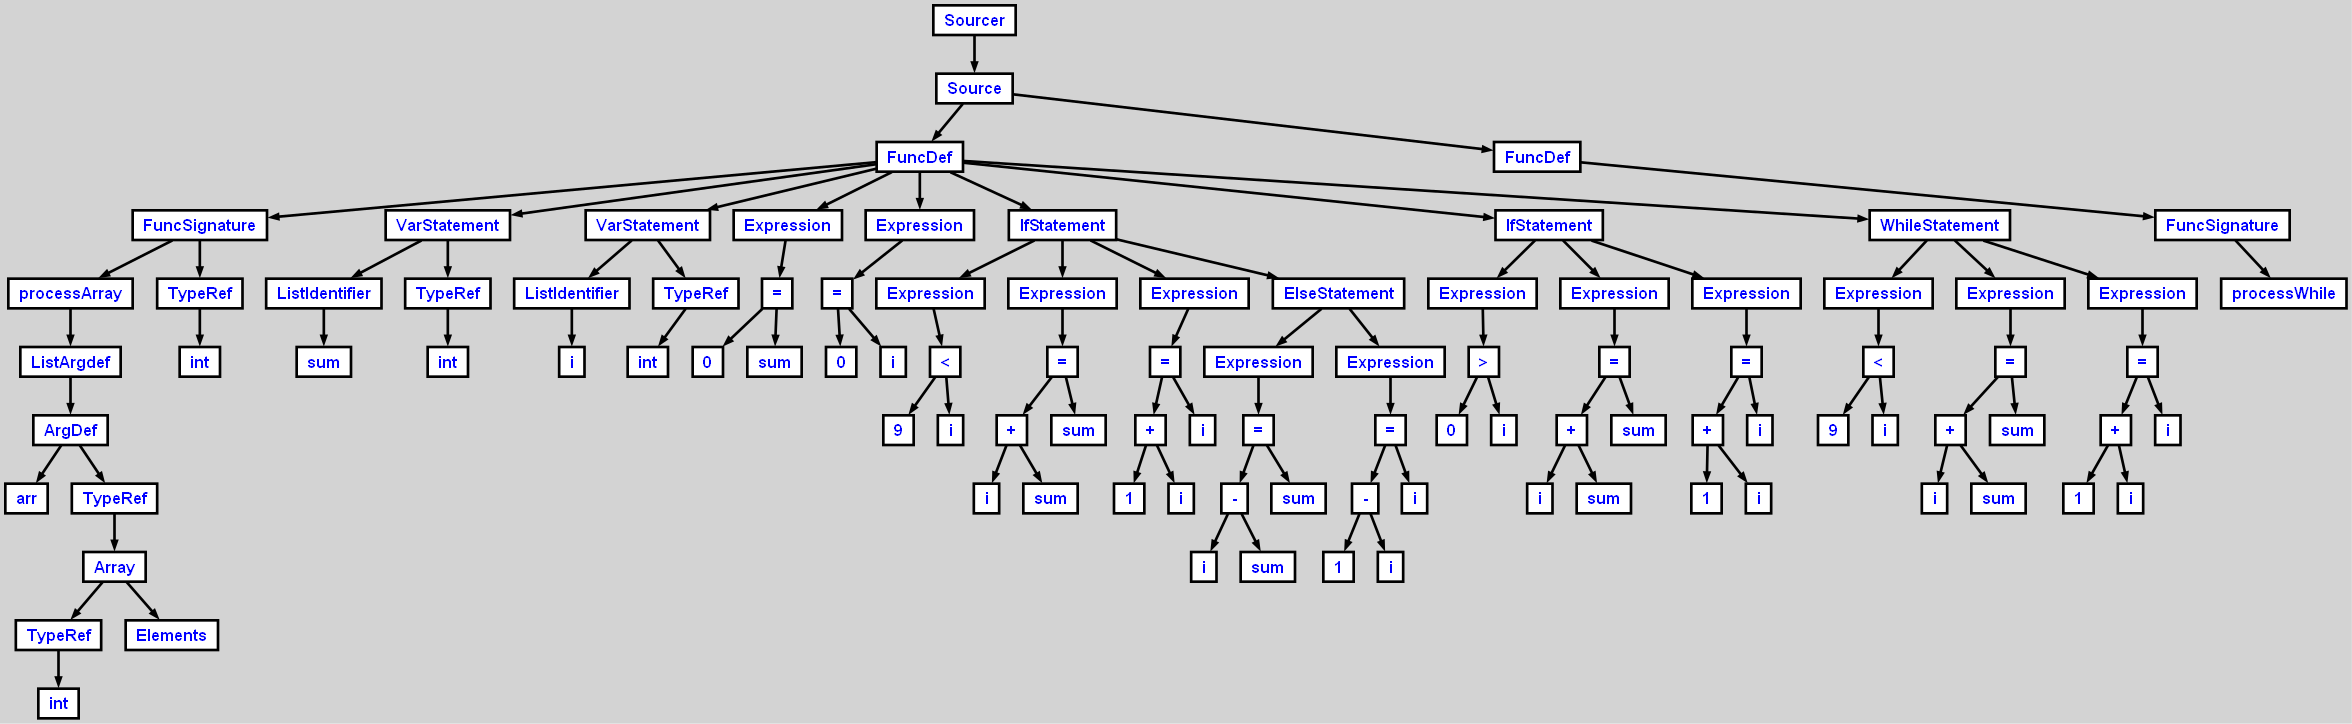 Sourcer
Source
FuncDef FuncDef
FuncSignature VarStatement VarStatement Expression Expression IfStatement IfStatement WhileStatement FuncSignature
processArray TypeRef ListIdentifier TypeRef ListIdentifier TypeRef = = Expression Expression Expression ElseStatement Expression Expression Expression Expression Expression Expression processWhile
ListArgdef int sum int i int 0 sum 0 i < = = Expression Expression > = = < = =
ArgDef 9 i + sum + i = = 0 i + sum + i 9 i + sum + i
arr TypeRef i sum 1 i - sum - i i sum 1 i i sum 1 i
Array i sum 1 i
TypeRef Elements
int